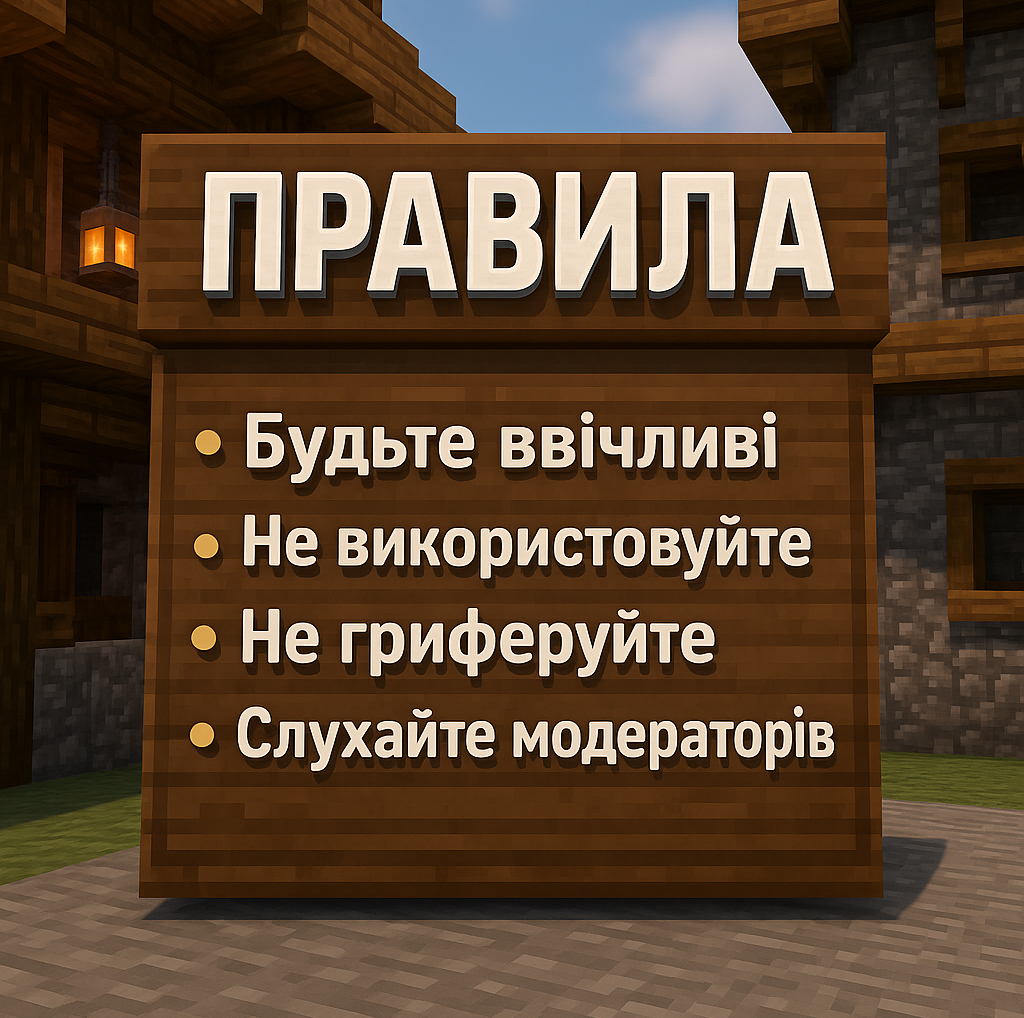 ПРАВИЛА
• Будьте ввічливі
• Не використовуйте
• Не гриферуйте
• Слухайте модераторів